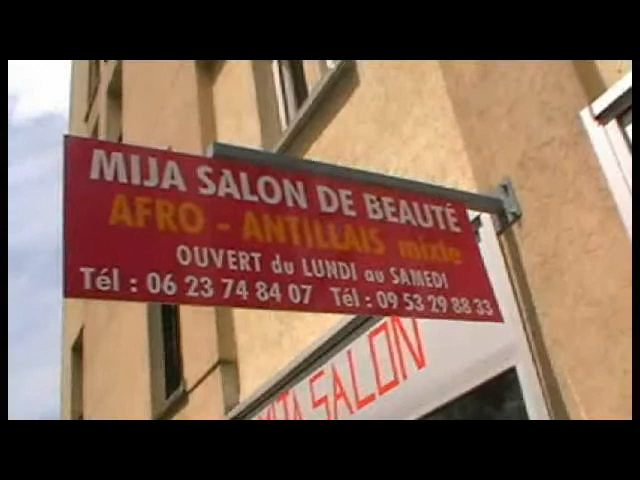 MIJA SALON DE BEAUTÉ
AFRO - ANTILLAIS mixte
OUVERT du LUNDI au SAMEDI
Tél : 06 23 74 84 07 Tél : 09 53 29 88 33
MIJA SALON